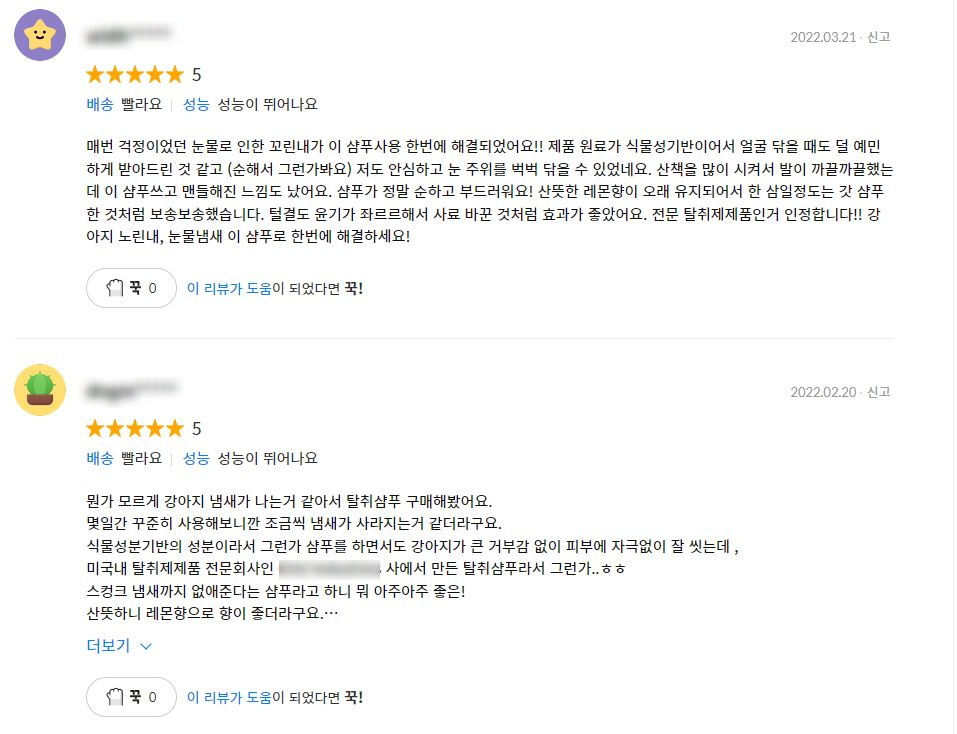 2022.03.21 · 신고
5
배송 빨라요 | 성능 성능이 뛰어나요
매번 걱정이었던 눈물로 인한 꼬린내가 이 샴푸사용 한번에 해결되었어요!! 제품 원료가 식물성기반이어서 얼굴 닦을 때도 덜 예민
하게 받아드린 것 같고 (순해서 그런가봐요) 저도 안심하고 눈 주위를 벅벅 닦을 수 있었네요. 산책을 많이 시켜서 발이 까끌까끌했는
데 이 샴푸쓰고 맨들해진 느낌도 났어요. 샴푸가 정말 순하고 부드러워요! 산뜻한 레몬향이 오래 유지되어서 한 삼일정도는 갓 샴푸
한 것처럼 보송보송했습니다. 털결도 윤기가 좌르르해서 사료 바꾼 것처럼 효과가 좋았어요. 전문 탈취제제품인거 인정합니다!! 강
아지 노린내, 눈물냄새 이 샴푸로 한번에 해결하세요!
꾹 0 이 리뷰가 도움이 되었다면 꾹!
2022.02.20 · 신고
5
배송 빨라요 | 성능 성능이 뛰어나요
뭔가 모르게 강아지 냄새가 나는거 같아서 탈취샴푸 구매해봤어요.
몇일간 꾸준히 사용해보니깐 조금씩 냄새가 사라지는거 같더라구요.
식물성분기반의 성분이라서 그런가 샴푸를 하면서도 강아지가 큰 거부감 없이 피부에 자극없이 잘 씻는데 ,
미국내 탈취제제품 전문회사인 사에서 만든 탈취샴푸라서 그런가..ㅎㅎ
스컹크 냄새까지 없애준다는 샴푸라고 하니 뭐 아주아주 좋은!
산뜻하니 레몬향으로 향이 좋더라구요.…
더보기
꾹 0 이 리뷰가 도움이 되었다면 꾹!